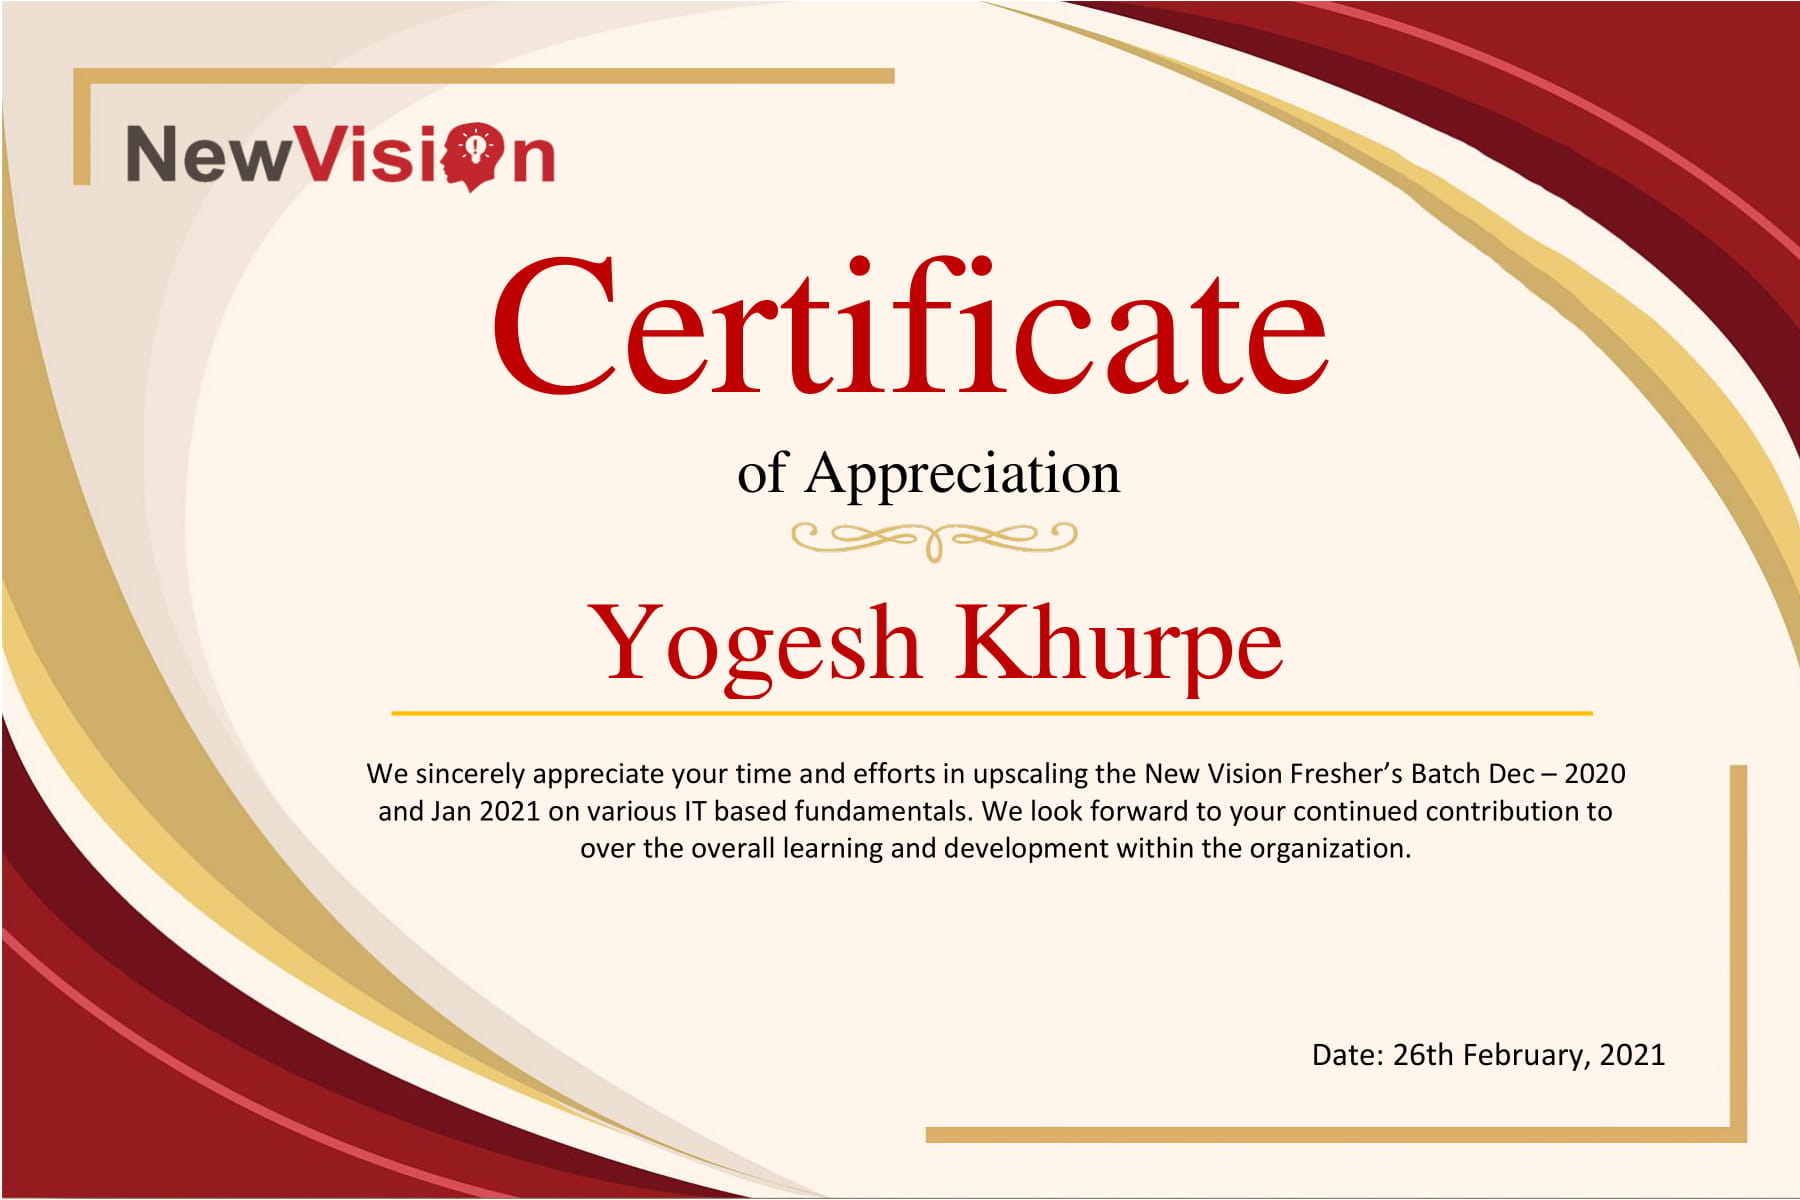 NewVision
Certificate
of Appreciation
Yogesh Khurpe
We sincerely appreciate your time and efforts in upscaling the New Vision Fresher’s Batch Dec – 2020
and Jan 2021 on various IT based fundamentals. We look forward to your continued contribution to
over the overall learning and development within the organization.
Date: 26th February, 2021